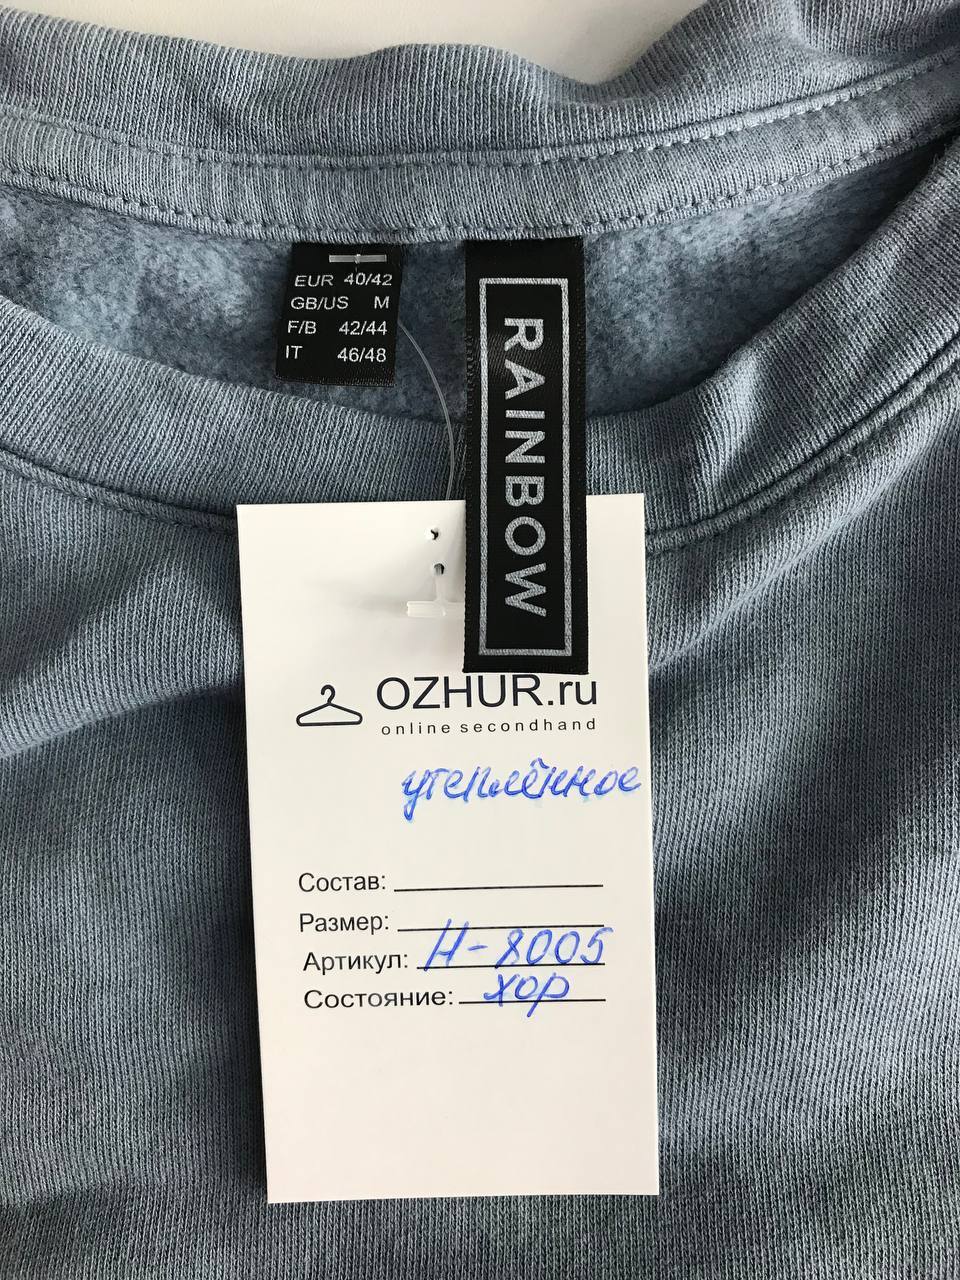 EUR 40/42
GB/US M
F/B 42/44
IT 46/48
RAINBOW
OZHUR.ru
online secondhand
утеплённое
Состав:
Размер:
Артикул: Н-8005
Состояние: хор